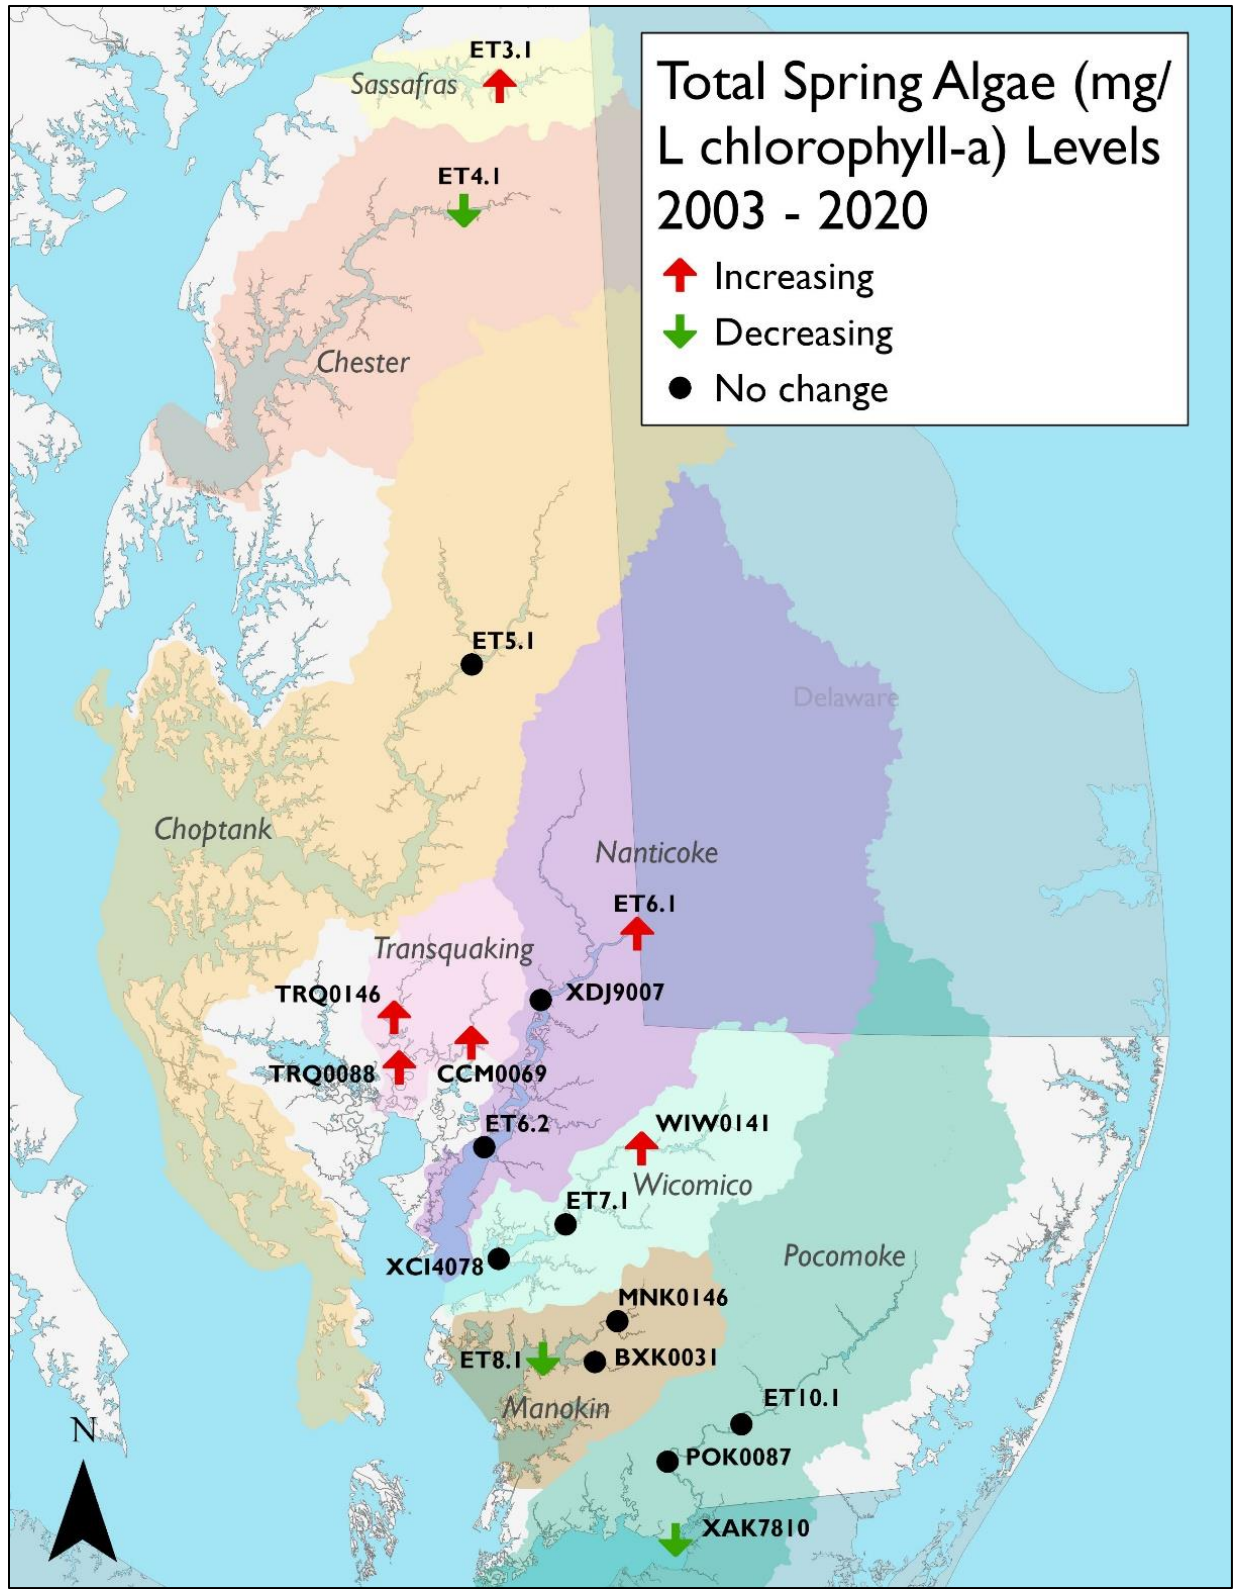 Total Spring Algae (mg/
L chlorophyll-a) Levels
2003 - 2020
Increasing
Decreasing
No change
ET3.1
Sassafras
ET4.1
Chester
ET5.1
Delaware
Choptank
Nanticoke
ET6.1
Transquaking
TRQ0146
XDJ9007
TRQ0088
CCM0069
ET6.2
WIW0141
Wicomico
ET7.1
Pocomoke
XCI4078
MNK0146
ET8.1
BXK0031
Manokin
ET10.1
N
POK0087
XAK7810